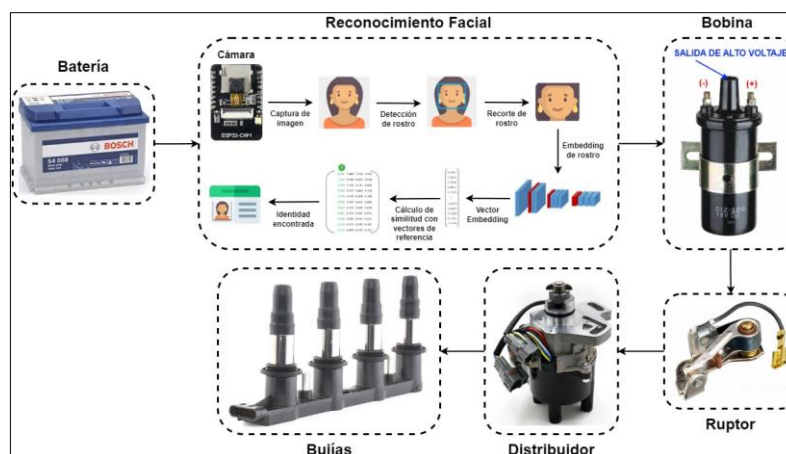 Reconocimiento Facial
Bobina
Batería
Cámara
SALIDA DE ALTO VOLTAJE
(-)
(+)
BOSCH
S4 008
ESP32-CAM
Captura de
imagen
Detección
de rostro
Recorte de
rostro
Embedding
de rostro
Identidad
encontrada
Cálculo de
similitud con
vectores de
referencia
Vector
Embedding
Bujías
Distribuidor
Ruptor